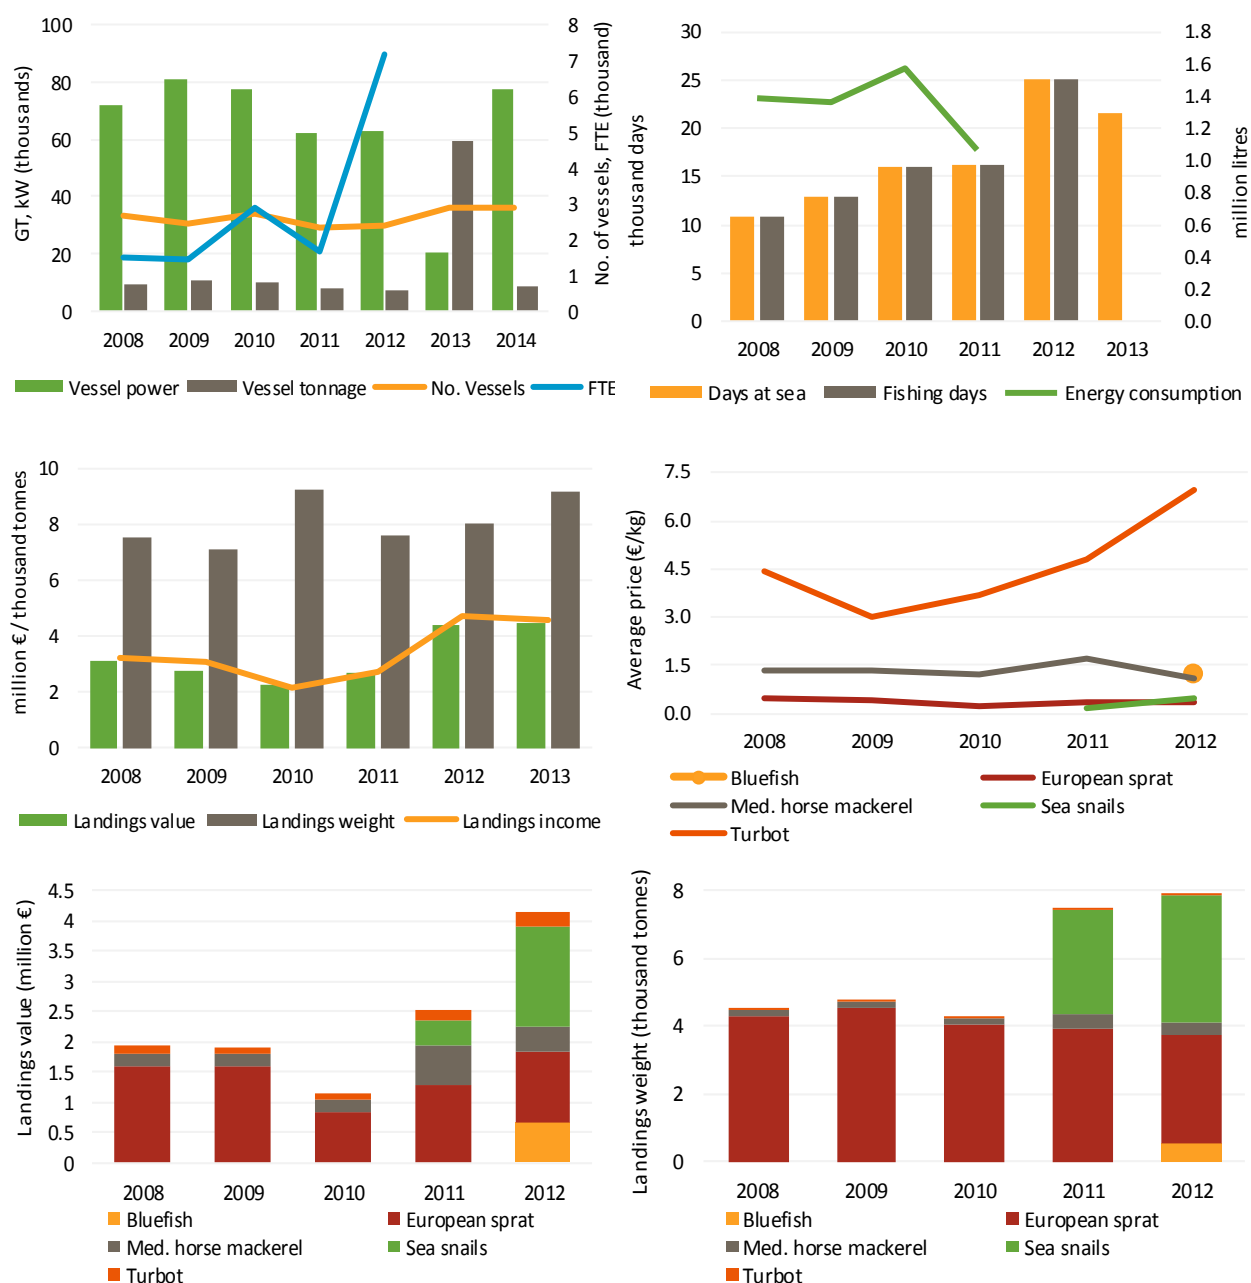 GT, kW (thousands)
100
80
60
40
20
0
No. of vessels, FTE (thousand)
8
7
6
5
4
3
2
1
0
2008 2009 2010 2011 2012 2013 2014
Vessel power Vessel tonnage No. Vessels FTE
thousand days
30
25
20
15
10
5
0
million litres
1.8
1.6
1.4
1.2
1.0
0.8
0.6
0.4
0.2
0.0
2008 2009 2010 2011 2012 2013
Days at sea Fishing days Energy consumption
million € / thousand tonnes
10
8
6
4
2
0
2008 2009 2010 2011 2012 2013
Landings value Landings weight Landings income
Average price (€/kg)
7.5
6.0
4.5
3.0
1.5
0.0
2008 2009 2010 2011 2012
Bluefish European sprat
Med. horse mackerel Sea snails
Turbot
Landings value (million €)
4.5
4
3.5
3
2.5
2
1.5
1
0.5
0
2008 2009 2010 2011 2012
Bluefish European sprat
Med. horse mackerel Sea snails
Turbot
Landings weight (thousand tonnes)
8
6
4
2
0
2008 2009 2010 2011 2012
Bluefish European sprat
Med. horse mackerel Sea snails
Turbot